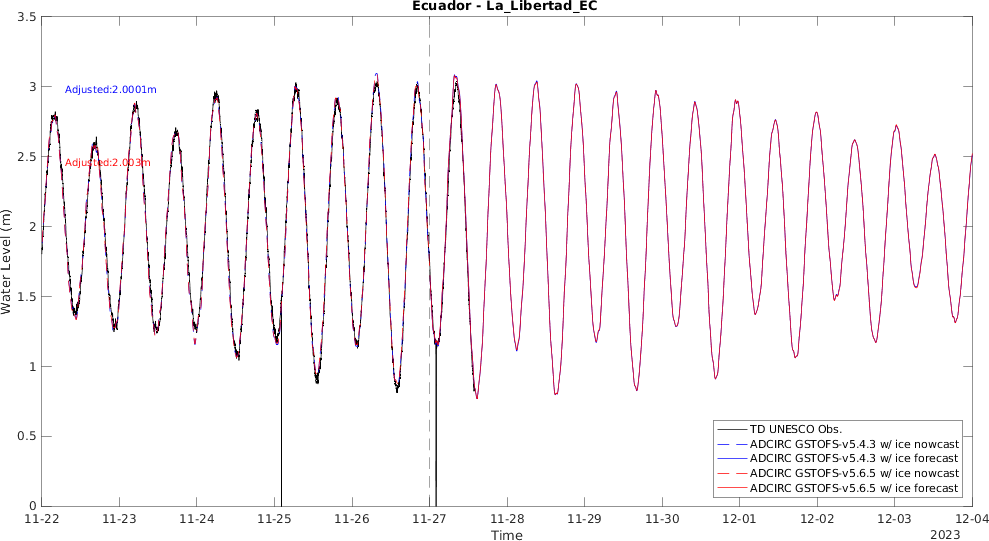 Ecuador - La_Libertad_EC
3.5
3
2.5
2
1.5
1
0.5
0
Water Level (m)
Adjusted:2.0001m
Adjusted:2.003m
TD UNESCO Obs.
ADCIRC GSTOFS-v5.4.3 w/ ice nowcast
ADCIRC GSTOFS-v5.4.3 w/ ice forecast
ADCIRC GSTOFS-v5.6.5 w/ ice nowcast
ADCIRC GSTOFS-v5.6.5 w/ ice forecast
11-22 11-23 11-24 11-25 11-26 11-27 11-28 11-29 11-30 12-01 12-02 12-03 12-04
Time
2023